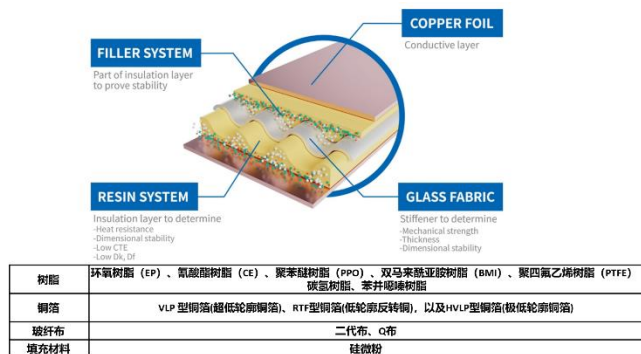 COPPER FOIL
Conductive layer
FILLER SYSTEM
Part of insulation layer
to prove stability
RESIN SYSTEM
Insulation layer to determine
-Heat resistance
-Dimensional stability
-Low CTE
-Low Dk, Df
GLASS FABRIC
Stiffener to determine
-Mechanical strength
-Thickness
-Dimensional stability
树脂
环氧树脂（EP）、氰酸酯树脂（CE）、聚苯醚树脂（PPO）、双马来酰亚胺树脂（BMI）、聚四氟乙烯树脂（PTFE）
碳氢树脂、苯并噁嗪树脂
铜箔
VLP 型铜箔(超低轮廓铜箔)、RTF型铜箔(低轮廓反转铜)，以及HVLP型铜箔(极低轮廓铜箔)
玻纤布
二代布、Q布
填充材料
硅微粉